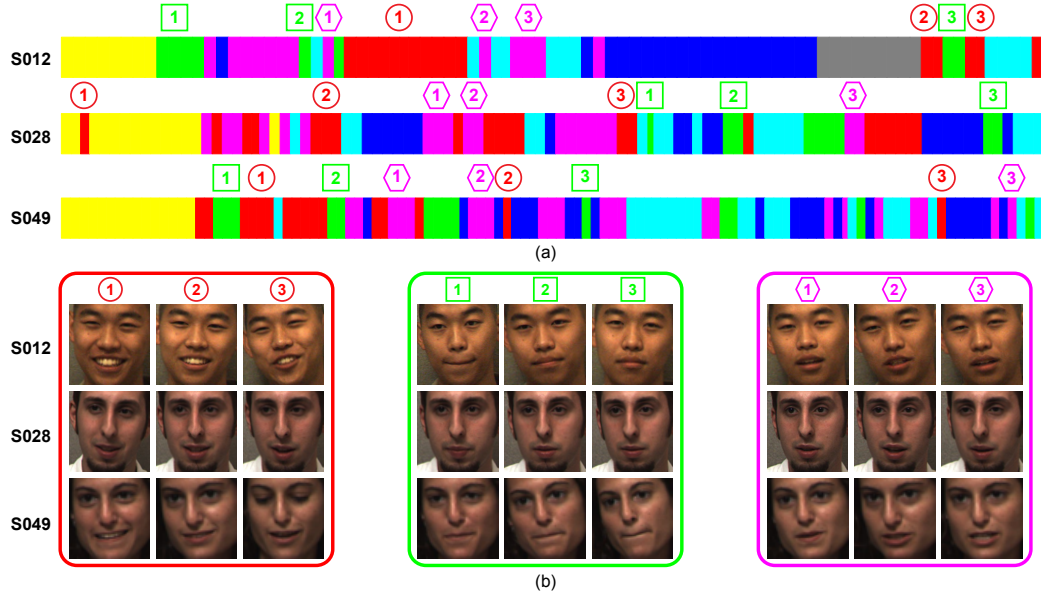 1 2 1 1 2 3 2 3 3
S012
1 2 1 2 3 1 2 3 3
S028
1 1 2 1 2 2 3 3 3
S049
(a)
1 2 3 1 2 3 1 2 3
S012
S028
S049
(b)